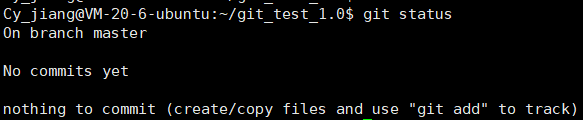 Cy_jiang@VM-20-6-ubuntu:~/git_test_1.0$ git status
On branch master
No commits yet
nothing to commit (create/copy files and use "git add" to track)